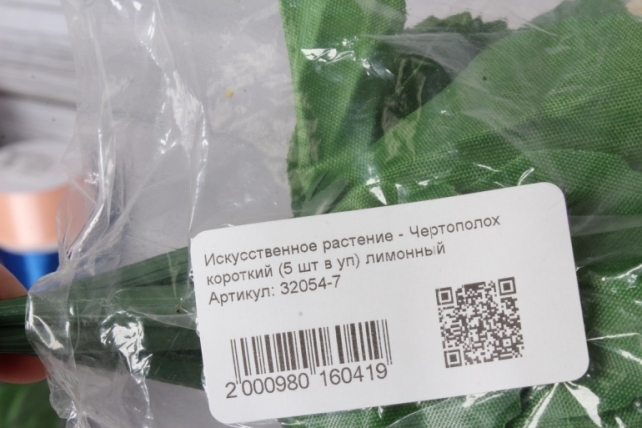 Искусственное растение - Чертополох
короткий (5 шт в уп) лимонный
Артикул: 32054-7
2 000980 160419